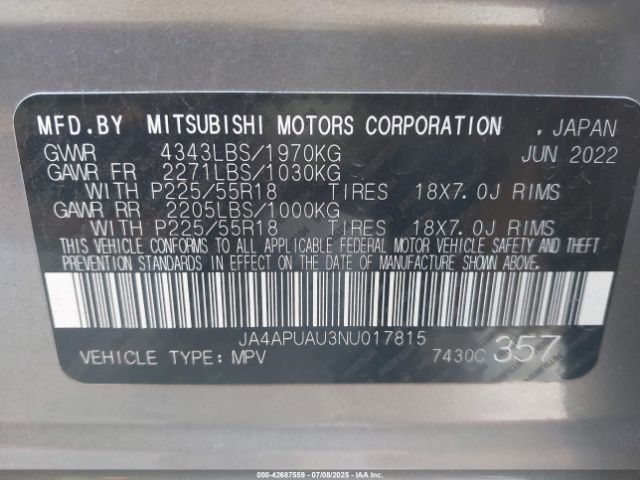 MFD.BY MITSUBISHI MOTORS CORPORATION , JAPAN
GVWR 4343LBS/1970KG JUN 2022
GAWR FR 2271LBS/1030KG
WITH P225/55R18 TIRES 18X7.0J RIMS
GAWR RR 2205LBS/1000KG
WITH P225/55R18 TIRES 18X7.0J RIMS
THIS VEHICLE CONFORMS TO ALL APPLICABLE FEDERAL MOTOR VEHICLE SAFETY AND THEFT
PREVENTION STANDARDS IN EFFECT ON THE DATE OF MANUFACTURE SHOWN ABOVE.
JA4APUAU3NU017815
VEHICLE TYPE: MPV 7430C 357
000-42687559 - 07/08/2025 - IAAI.COM